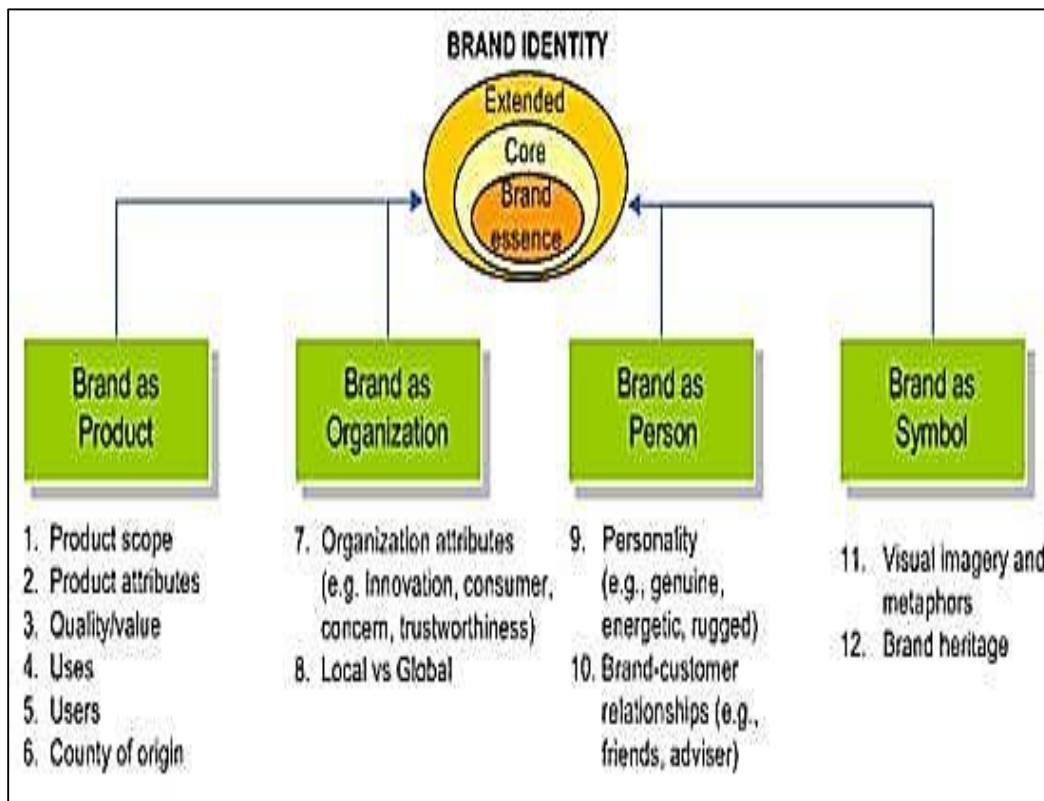 BRAND IDENTITY
Extended
Core
Brand
essence
Brand as
Product
Brand as
Organization
Brand as
Person
Brand as
Symbol
1. Product scope
2. Product attributes
3. Quality/value
4. Uses
5. Users
6. County of origin
7. Organization attributes
(e.g. Innovation, consumer,
concern, trustworthiness)
8. Local vs Global
9. Personality
(e.g., genuine,
energetic, rugged)
10. Brand-customer
relationships (e.g.,
friends, adviser)
11. Visual imagery and
metaphors
12. Brand heritage